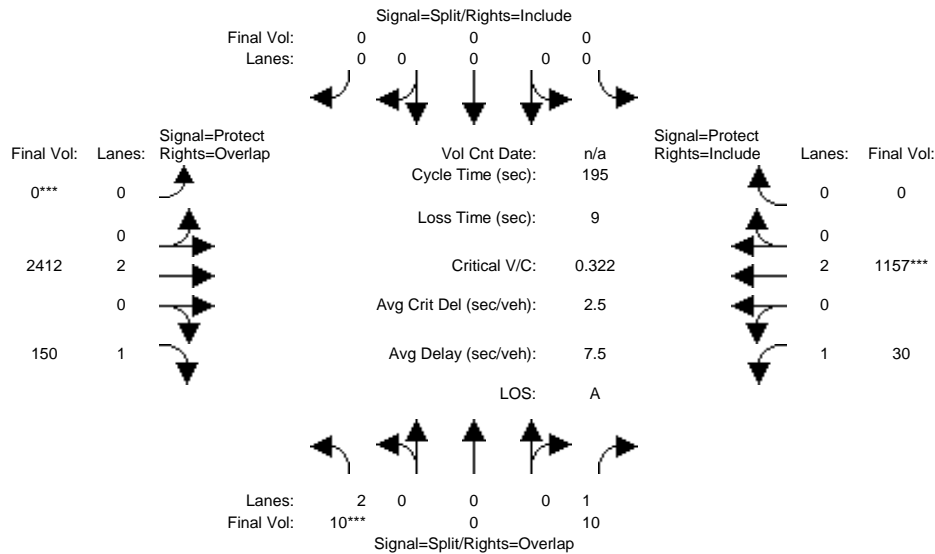 Signal=Split/Rights=Include
Final Vol: 0 0 0
Lanes: 0 0 0 0 0
Signal=Protect
Final Vol: Lanes: Rights=Overlap
Vol Cnt Date: n/a
Signal=Protect
Rights=Include Lanes: Final Vol:
Cycle Time (sec): 195
0*** 0
0 0
Loss Time (sec): 9
0
0
2412 2
Critical V/C: 0.322
2 1157***
0
Avg Crit Del (sec/veh): 2.5
0
150 1
Avg Delay (sec/veh): 7.5
1 30
LOS: A
Lanes: 2 0 0 0 1
Final Vol: 10*** 0 10
Signal=Split/Rights=Overlap